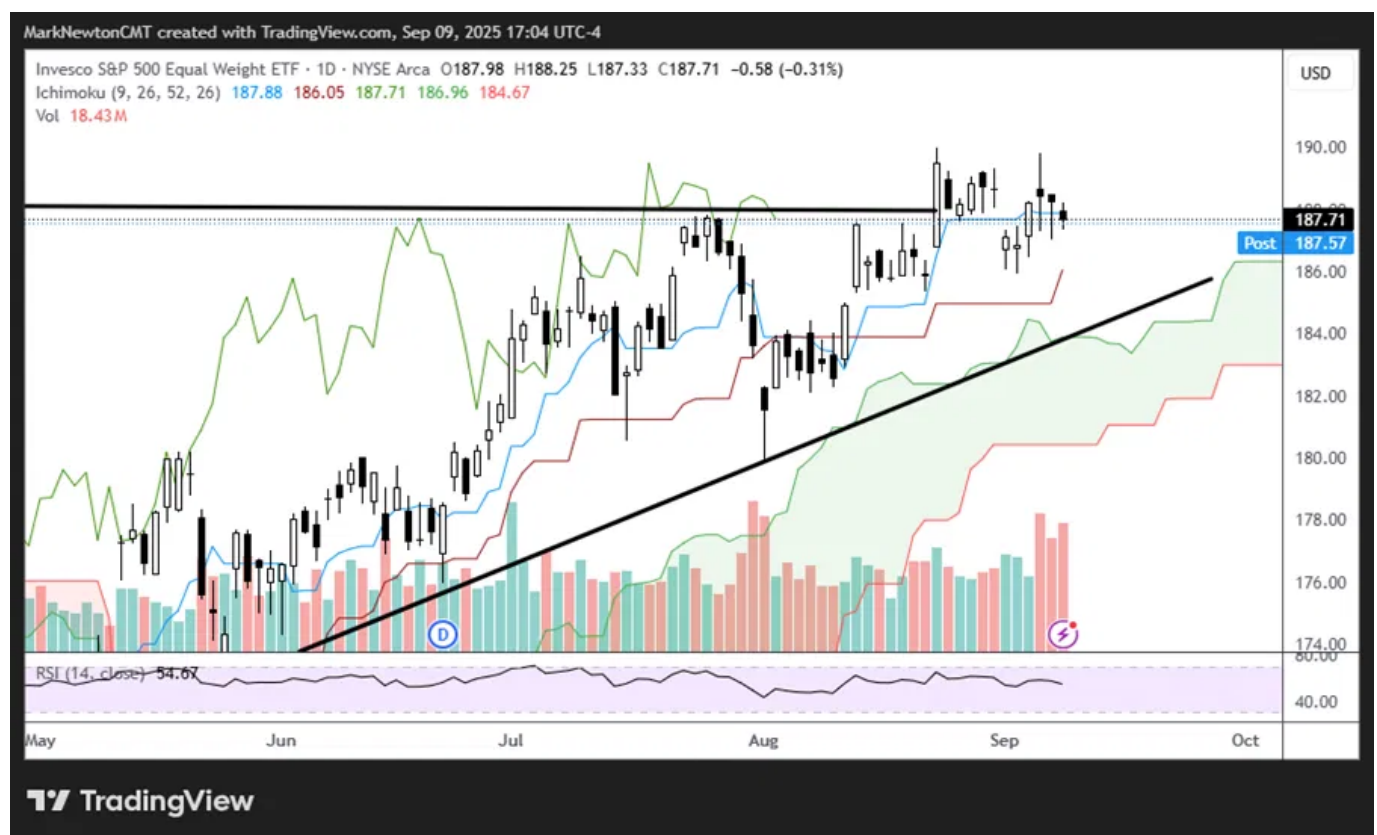 MarkNewtonCMT created with TradingView.com, Sep 09, 2025 17:04 UTC-4
Invesco S&P 500 Equal Weight ETF · 1D · NYSE Arca O187.98 H188.25 L187.33 C187.71 −0.58 (−0.31%)
USD
Ichimoku (9, 26, 52, 26) 187.88 186.05 187.71 186.96 184.67
Vol 18.43M
190.00
187.71
Post 187.57
186.00
184.00
182.00
180.00
178.00
176.00
D
174.00
80.00
RSI (14, close) 54.67
40.00
May Jun Jul Aug Sep Oct
TradingView